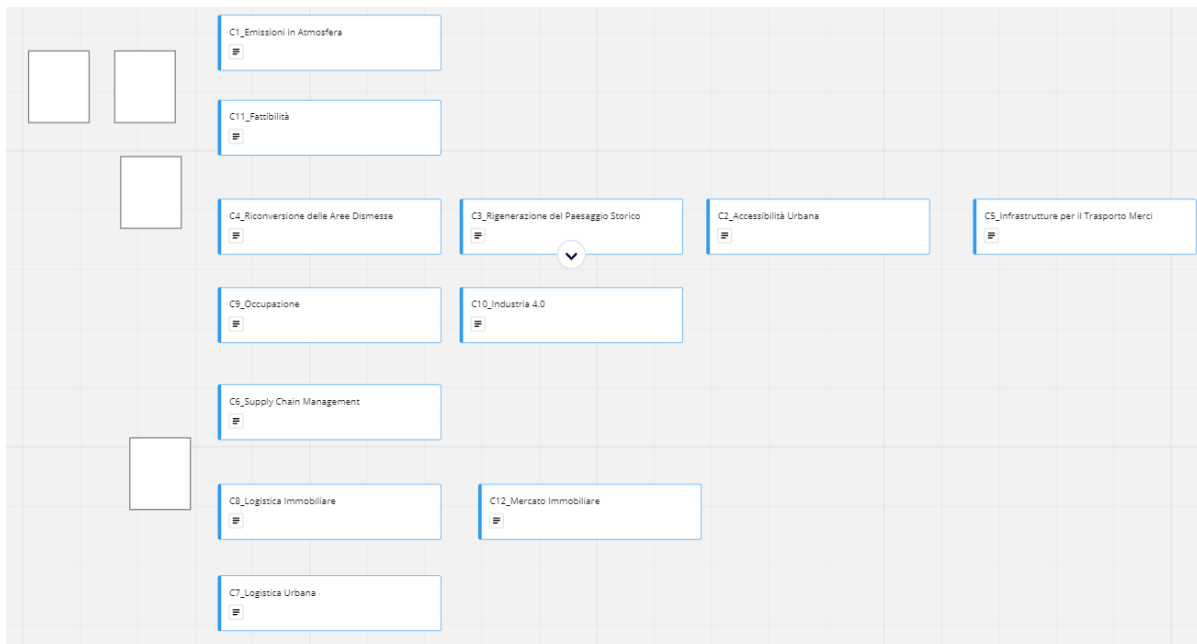 C1_Emissioni in Atmosfera
C11_Fattibilità
C4_Riconversione delle Aree Dismesse
C3_Rigenerazione del Paesaggio Storico
C2_Accessibilità Urbana
C5_Infrastrutture per il Trasporto Merci
C9_Occupazione
C10_Industria 4.0
C6_Supply Chain Management
C8_Logistica Immobiliare
C12_Mercato Immobiliare
C7_Logistica Urbana